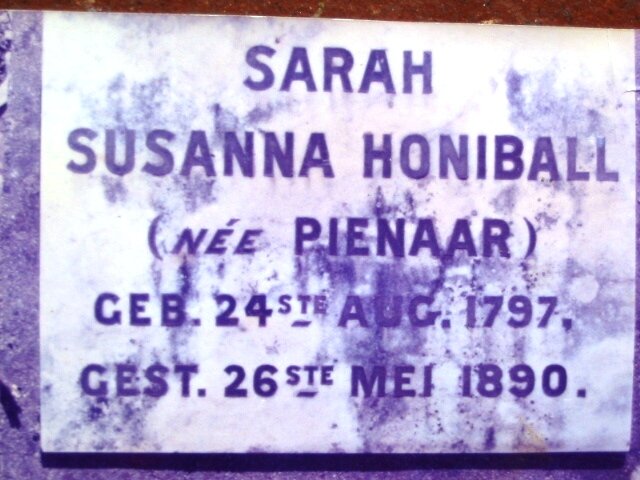 SARAH
SUSANNA HONIBALL
(NÉE PIENAAR)
GEB. 24STE AUG. 1797.
GEST. 26STE MEI 1890.